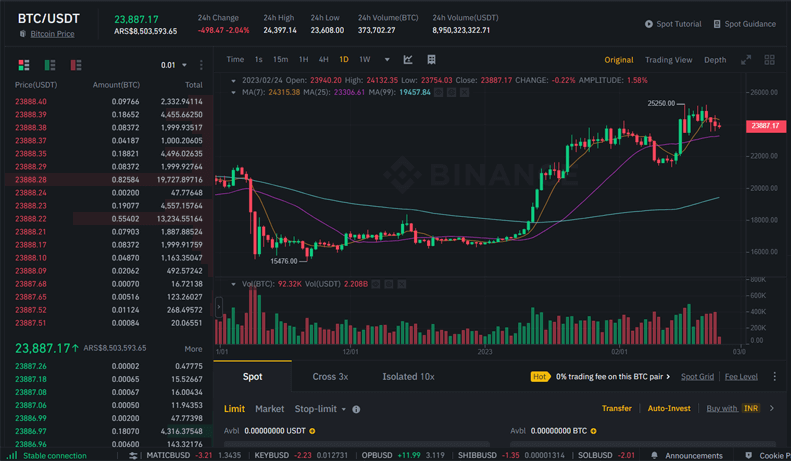 BTC/USDT
Bitcoin Price
23,887.17
ARS$8,503,593.65
24h Change
-498.47 -2.04%
24h High
24,397.14
24h Low
23,608.00
24h Volume(BTC)
373,702.27
24h Volume(USDT)
8,950,323,322.71
Spot Tutorial
Spot Guidance
0.01
Price(USDT) Amount(BTC) Total
23888.40 0.09766 2,332.94114
23888.39 0.18652 4,455.66250
23888.38 0.08372 1,999.93517
23888.37 0.04187 1,000.20605
23888.35 0.18821 4,496.02635
23888.29 0.08372 1,999.92764
23888.28 0.82584 19,727.89716
23888.24 0.00200 47.77648
23888.23 0.19077 4,557.15764
23888.22 0.55402 13,234.55164
23888.21 0.07903 1,887.88524
23888.17 0.08372 1,999.91759
23888.10 0.04870 1,163.35047
23888.09 0.02062 492.57242
23887.68 0.00070 16.72138
23887.65 0.00516 123.26027
23887.52 0.01124 268.49572
23887.51 0.00084 20.06551
23,887.17↑ ARS$8,503,593.65 More
23887.26 0.00002 0.47775
23887.18 0.00065 15.52667
23887.08 0.00067 16.00434
23887.06 0.00050 11.94353
23886.99 0.00200 47.77398
23886.97 0.18070 4,316.37548
23886.96 0.00600 143.32176
Time 1s 15m 1H 4H 1D 1W
Original Trading View Depth
2023/02/24 Open: 23940.20 High: 24132.35 Low: 23754.03 Close: 23887.17 CHANGE: -0.22% AMPLITUDE: 1.58%
MA(7): 24315.38 MA(25): 23306.61 MA(99): 19457.84
BINANCE
25250.00
15476.00
26000.00
23887.17
22000.00
20000.00
18000.00
16000.00
Vol(BTC): 92.32K Vol(USDT) 2.208B
800K
600K
400K
200K
0.00
1/01 12/01 2023 02/01 03/0
Spot Cross 3x Isolated 10x
Hot 0% trading fee on this BTC pair
Spot Grid Fee Level
Limit Market Stop-limit
Transfer Auto-Invest Buy with INR
Avbl 0.00000000 USDT
Avbl 0.00000000 BTC
Stable connection
MATICBUSD -3.21 1.3435 KEYBUSD -2.23 0.012731 OPBUSD +11.99 3.119 SHIBBUSD -1.35 0.00001314 SOLBUSD -2.01
Announcements
Cookie P